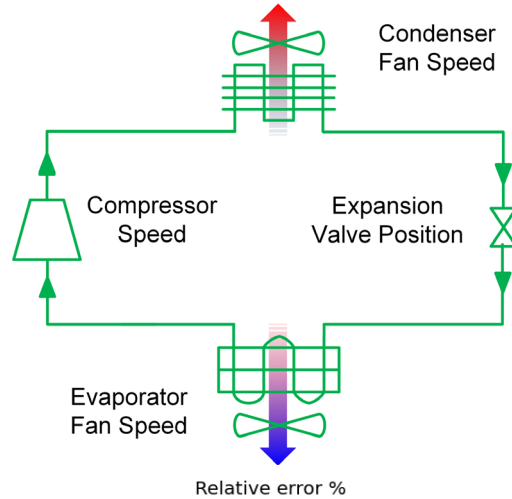 Condenser
Fan Speed
Compressor
Speed
Expansion
Valve Position
Evaporator
Fan Speed
Relative error %